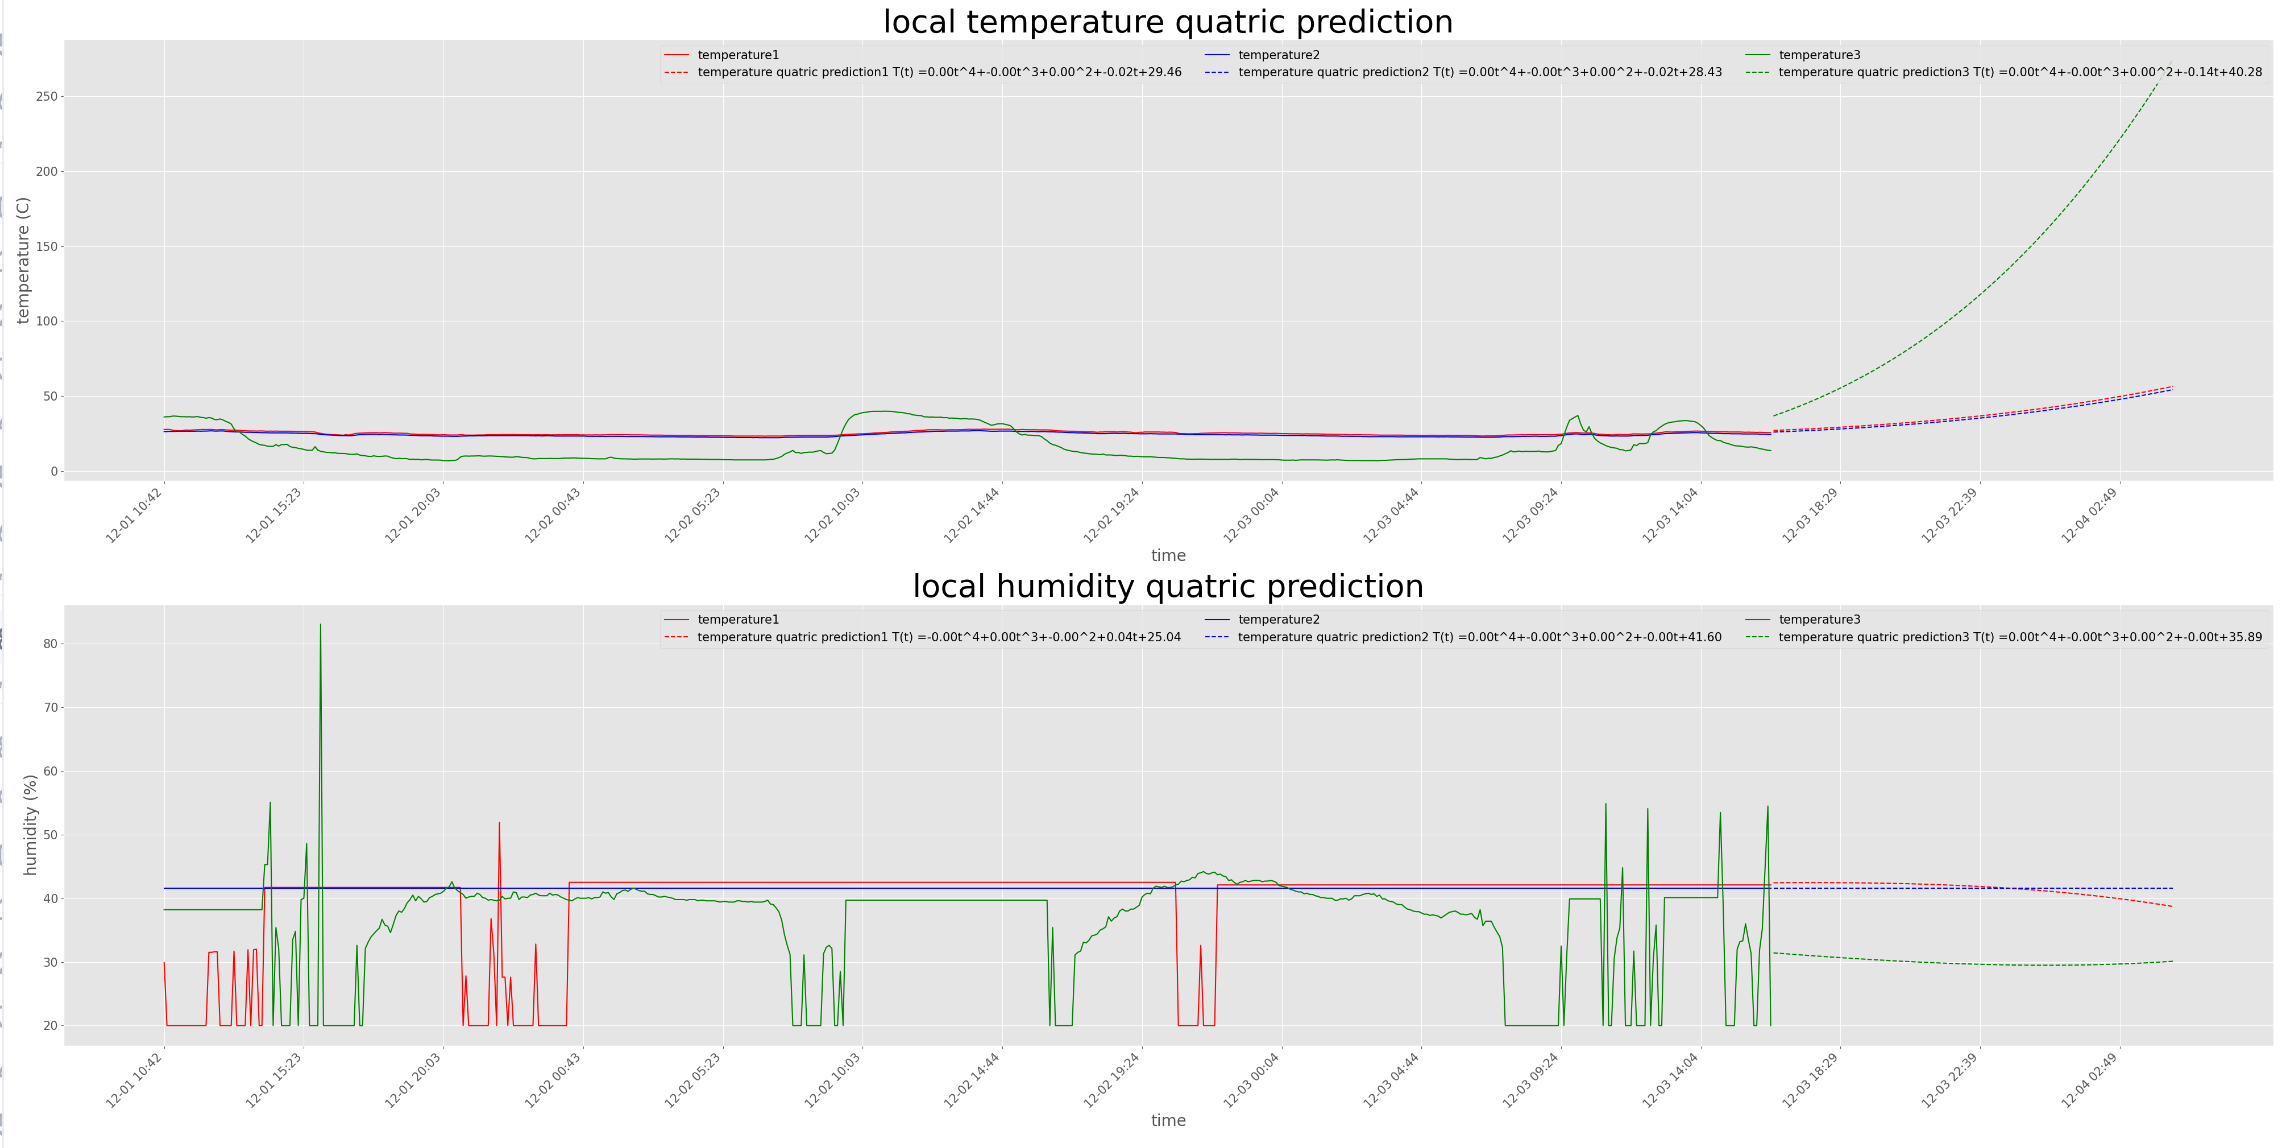 local temperature quatric prediction
temperature1 temperature2 temperature3
temperature quatric prediction1 T(t) =0.00t^4+-0.00t^3+0.00^2+-0.02t+29.46 temperature quatric prediction2 T(t) =0.00t^4+-0.00t^3+0.00^2+-0.02t+28.43 temperature quatric prediction3 T(t) =0.00t^4+-0.00t^3+0.00^2+-0.14t+40.28
250
200
150
100
50
0
temperature (C)
12-01 10:42 12-01 15:23 12-01 20:03 12-02 00:43 12-02 05:23 12-02 10:03 12-02 14:44 12-02 19:24 12-03 00:04 12-03 04:44 12-03 09:24 12-03 14:04 12-03 18:29 12-03 22:39 12-04 02:49
time
local humidity quatric prediction
temperature1 temperature2 temperature3
temperature quatric prediction1 T(t) =-0.00t^4+0.00t^3+-0.00^2+0.04t+25.04 temperature quatric prediction2 T(t) =0.00t^4+-0.00t^3+0.00^2+-0.00t+41.60 temperature quatric prediction3 T(t) =0.00t^4+-0.00t^3+0.00^2+-0.00t+35.89
80
70
60
50
40
30
20
humidity (%)
12-01 10:42 12-01 15:23 12-01 20:03 12-02 00:43 12-02 05:23 12-02 10:03 12-02 14:44 12-02 19:24 12-03 00:04 12-03 04:44 12-03 09:24 12-03 14:04 12-03 18:29 12-03 22:39 12-04 02:49
time